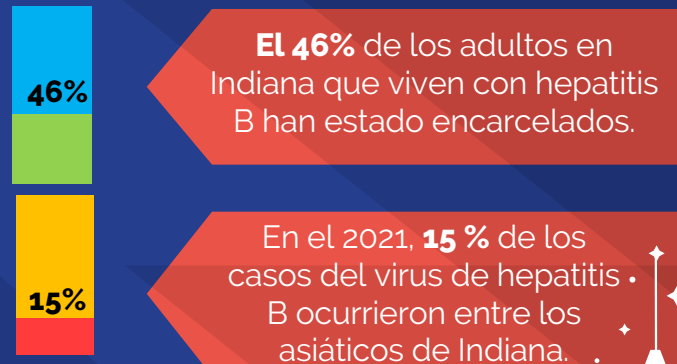 46%
El 46% de los adultos en
Indiana que viven con hepatitis
B han estado encarcelados.
15%
En el 2021, 15 % de los
casos del virus de hepatitis
B ocurrieron entre los
asiáticos de Indiana.